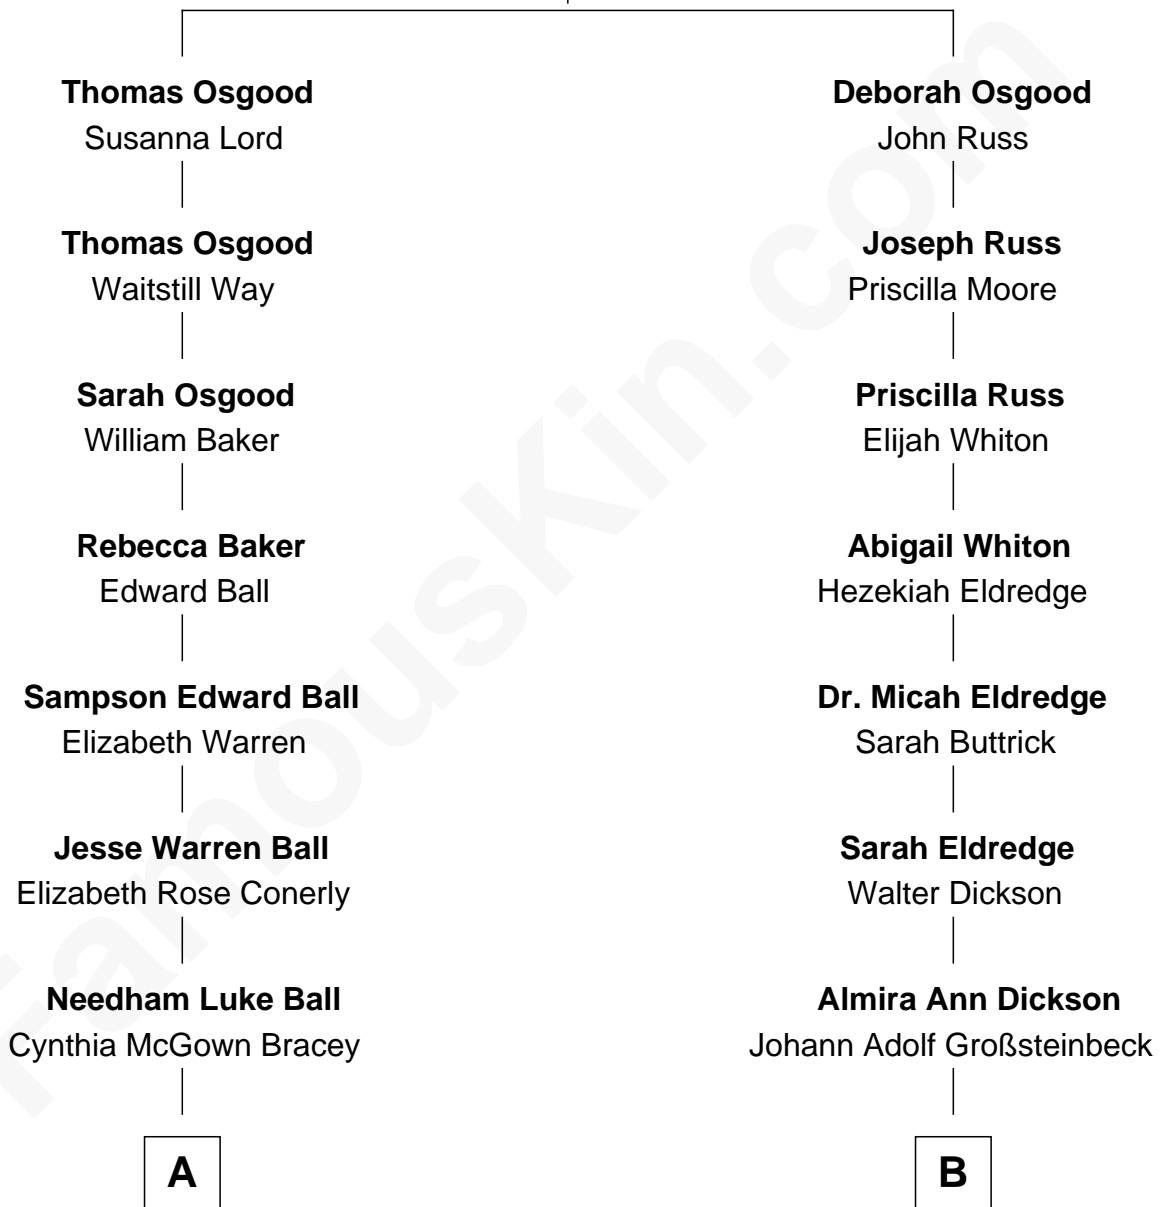 Thomas Osgood
Susanna Lord
Thomas Osgood
Waitstill Way
Sarah Osgood
William Baker
Rebecca Baker
Edward Ball
Sampson Edward Ball
Elizabeth Warren
Jesse Warren Ball
Elizabeth Rose Conerly
Needham Luke Ball
Cynthia McGown Bracey
A
Deborah Osgood
John Russ
Joseph Russ
Priscilla Moore
Priscilla Russ
Elijah Whiton
Abigail Whiton
Hezekiah Eldredge
Dr. Micah Eldredge
Sarah Buttrick
Sarah Eldredge
Walter Dickson
Almira Ann Dickson
Johann Adolf Großsteinbeck
B
FamousKin.com